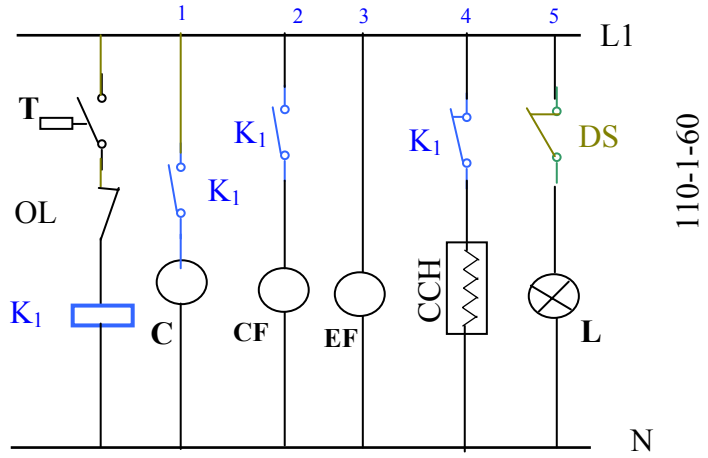 1
2
3
4
5
L1
T
K₁
K₁
K₁
DS
110-1-60
OL
K₁
C
CF
EF
CCH
L
N